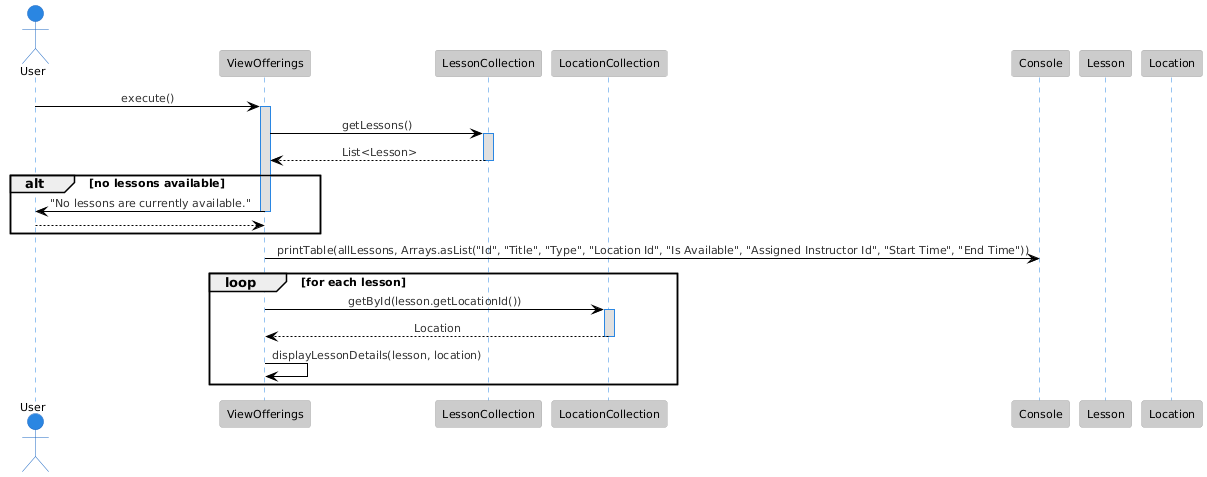 User
ViewOfferings
LessonCollection
LocationCollection
Console
Lesson
Location
execute()
getLessons()
List<Lesson>
alt
[no lessons available]
"No lessons are currently available."
printTable(allLessons, Arrays.asList("Id", "Title", "Type", "Location Id", "Is Available", "Assigned Instructor Id", "Start Time", "End Time"))
loop
[for each lesson]
getById(lesson.getLocationId())
Location
displayLessonDetails(lesson, location)
User
ViewOfferings
LessonCollection
LocationCollection
Console
Lesson
Location